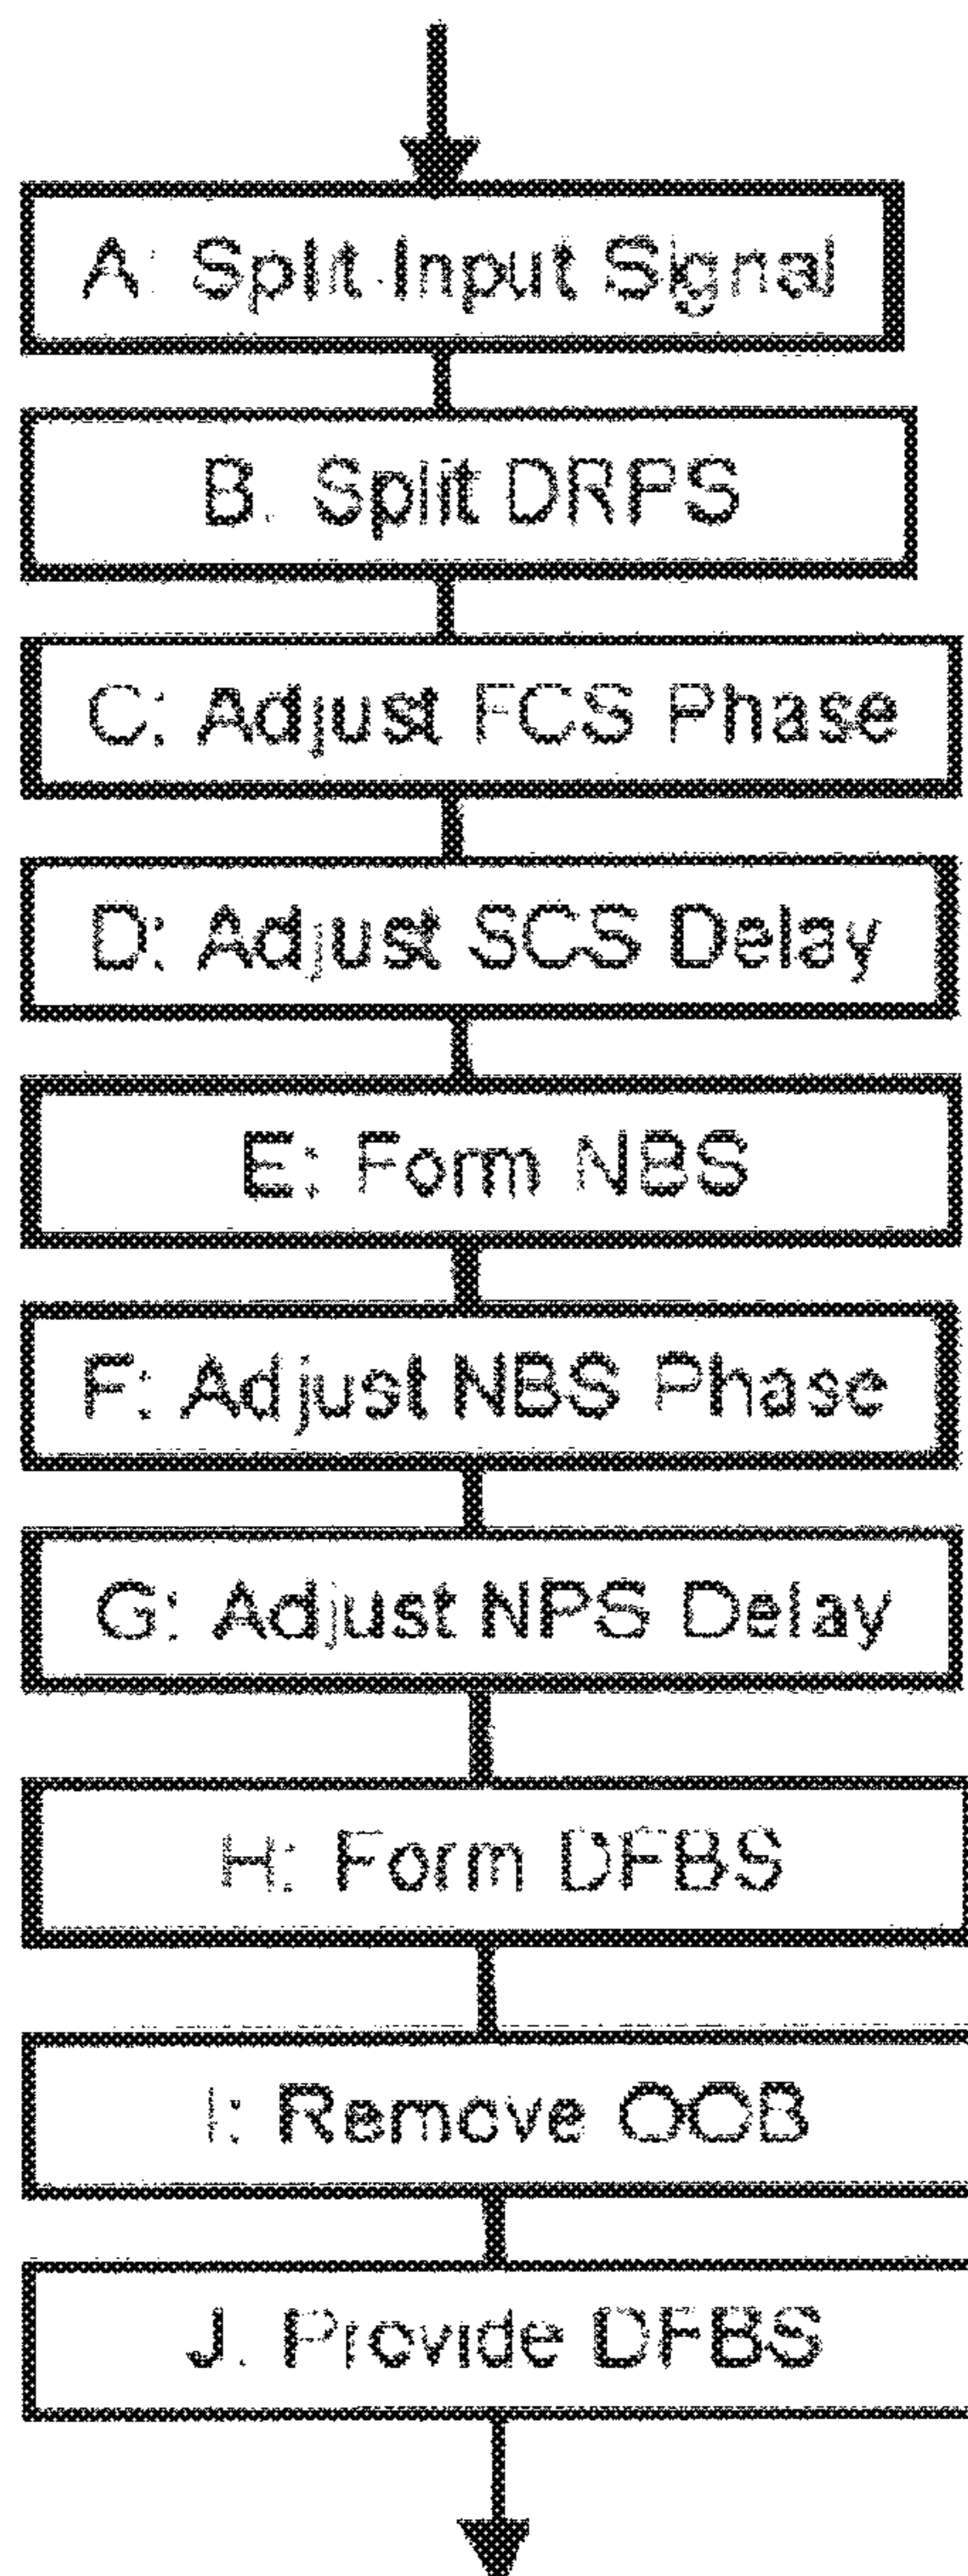 A: Split Input Signal
B. Split DRPS
C: Adjust FCS Phase
D: Adjust SCS Delay
E: Form NBS
F: Adjust NBS Phase
G: Adjust NPS Delay
H: Form DFBS
I: Remove OOB
J. Provide DFBS